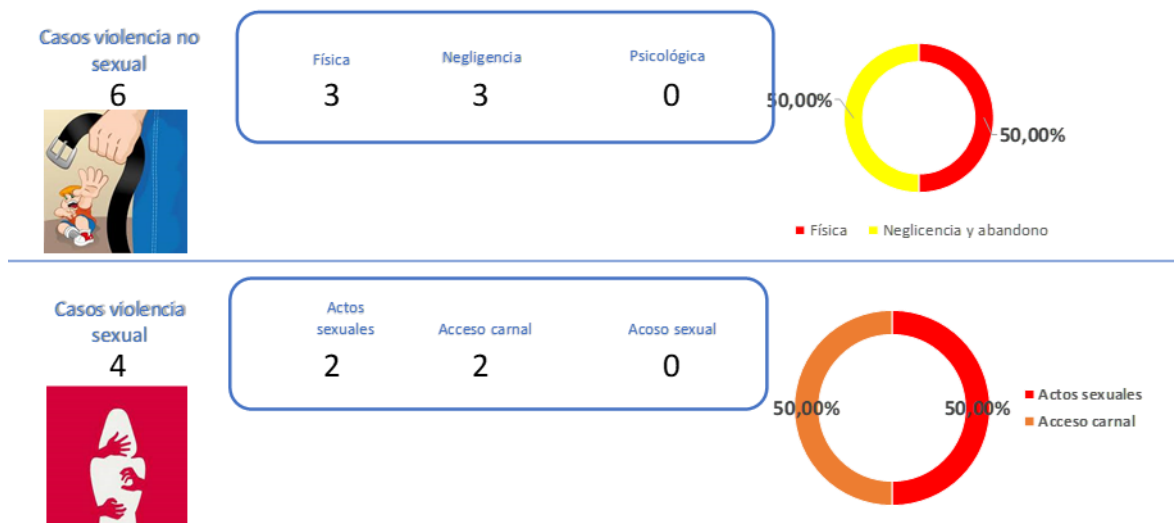 Casos violencia no
sexual
6
Física
Negligencia
Psicológica
3
3
0
50,00%
50,00%
Física
Neglicencia y abandono
Casos violencia
sexual
4
Actos
sexuales
Acceso carnal
Acoso sexual
2
2
0
50,00%
50,00%
Actos sexuales
Acceso carnal